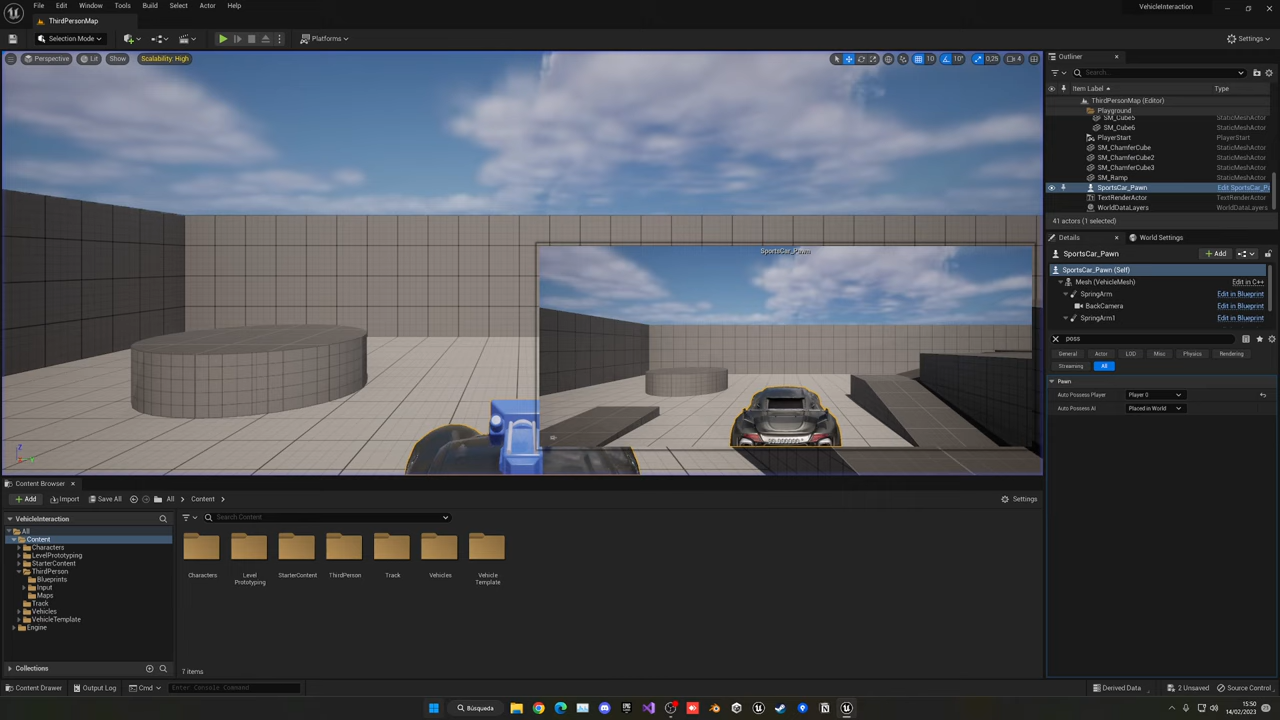 File Edit Window Tools Build Select Actor Help
VehicleInteraction
ThirdPersonMap
Selection Mode
Platforms
Settings
Perspective Lit Show Scalability: High
10 10° 0,25 4
SportsCar_Pawn
Outliner
Search...
Item Label Type
ThirdPersonMap (Editor)
Playground
SM_Cube5 StaticMeshActor
SM_Cube6 StaticMeshActor
PlayerStart PlayerStart
SM_ChamferCube StaticMeshActor
SM_ChamferCube2 StaticMeshActor
SM_ChamferCube3 StaticMeshActor
SM_Ramp StaticMeshActor
SportsCar_Pawn Edit SportsCar_Pa
TextRenderActor TextRenderActor
WorldDataLayers WorldDataLayers
41 actors (1 selected)
Details World Settings
SportsCar_Pawn
Add
SportsCar_Pawn (Self)
Mesh (VehicleMesh) Edit in C++
SpringArm Edit in Blueprint
BackCamera Edit in Blueprint
SpringArm1 Edit in Blueprint
poss
General Actor LOD Misc Physics Rendering
Streaming All
Pawn
Auto Possess Player Player 0
Auto Possess AI Placed in World
Content Browser
Add Import Save All All Content
Settings
VehicleInteraction
Search Content
All
Content
Characters
LevelPrototyping
StarterContent
ThirdPerson
Blueprints
Input
Maps
Track
Vehicles
VehicleTemplate
Engine
Characters
Level Prototyping
StarterContent
ThirdPerson
Track
Vehicles
Vehicle Template
Collections
7 items
Content Drawer Output Log Cmd Enter Console Command
Derived Data 2 Unsaved Source Control
Búsqueda
15:50
14/02/2023